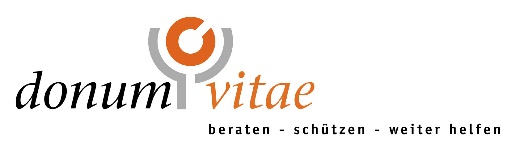 donum vitae
beraten - schützen - weiter helfen